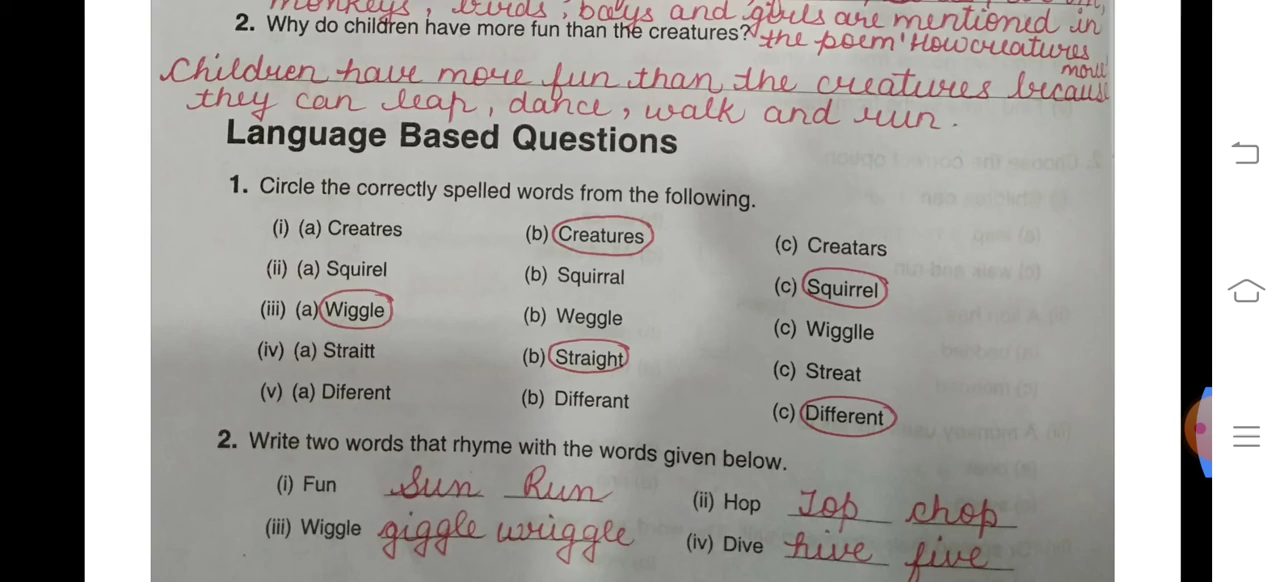 monkeys, birds, boays and girls are mentioned in
2. Why do children have more fun than the creatures? the poem 'How creatures
move
Children have more fun than the creatures because
they can leap, dance, walk and run.
Language Based Questions
1. Circle the correctly spelled words from the following.
(i) (a) Creatres (b) Creatures (c) Creatars
(ii) (a) Squirel (b) Squirral (c) Squirrel
(iii) (a) Wiggle (b) Weggle (c) Wigglle
(iv) (a) Straitt (b) Straight (c) Streat
(v) (a) Diferent (b) Differant (c) Different
2. Write two words that rhyme with the words given below.
(i) Fun Sun Run (ii) Hop Top chop
(iii) Wiggle giggle wriggle (iv) Dive hive five